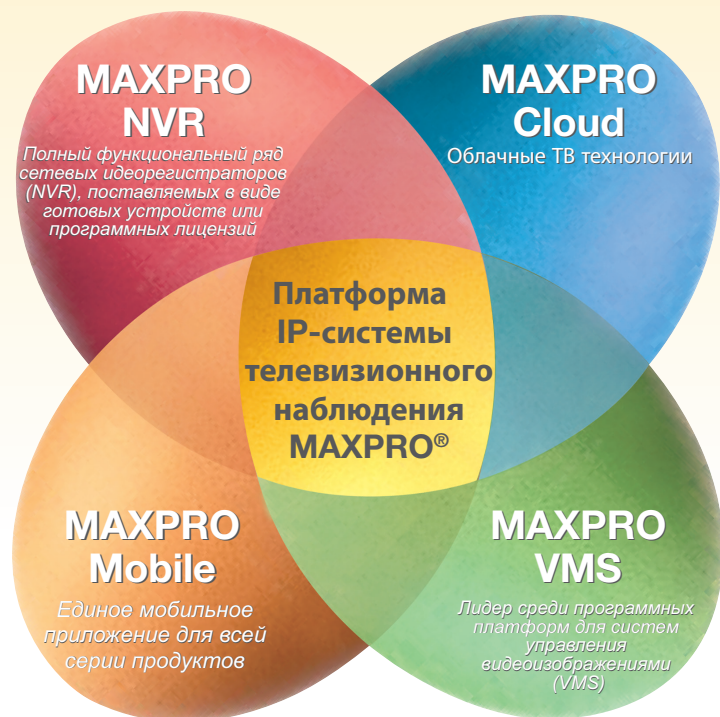 MAXPRO
NVR
Полный функциональный ряд
сетевых идеорегистраторов
(NVR), поставляемых в виде
готовых устройств или
программных лицензий
MAXPRO
Cloud
Облачные ТВ технологии
Платформа
IP-системы
телевизионного
наблюдения
MAXPRO®
MAXPRO
Mobile
Единое мобильное
приложение для всей
серии продуктов
MAXPRO
VMS
Лидер среди программных
платформ для систем
управления
видеоизображениями
(VMS)